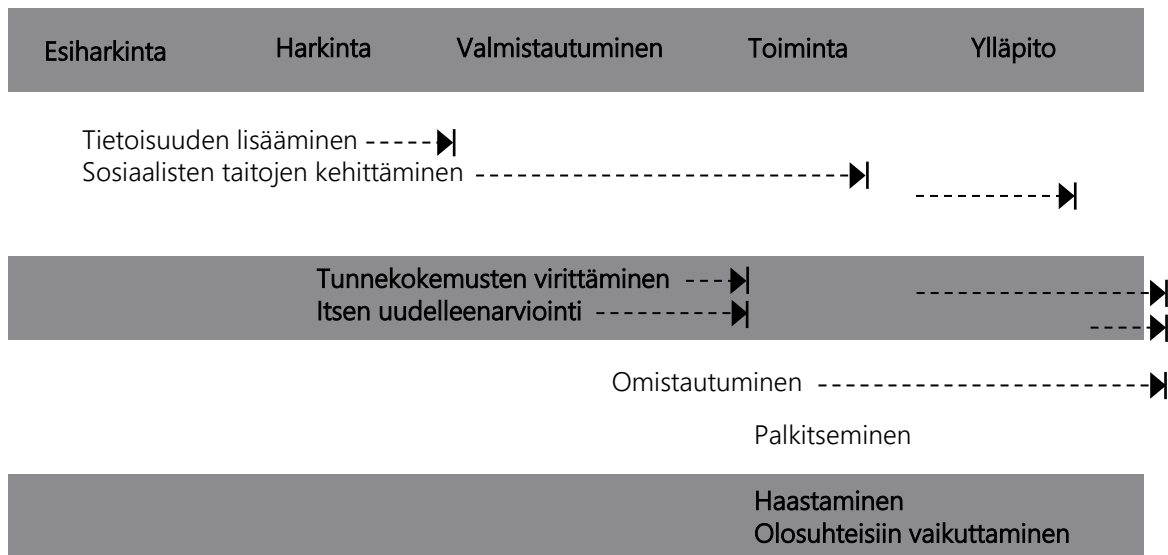 Esiharkinta Harkinta Valmistautuminen Toiminta Ylläpito
Tietoisuuden lisääminen
Sosiaalisten taitojen kehittäminen
Tunnekokemusten virittäminen
Itsen uudelleenarviointi
Omistautuminen
Palkitseminen
Haastaminen
Olosuhteisiin vaikuttaminen